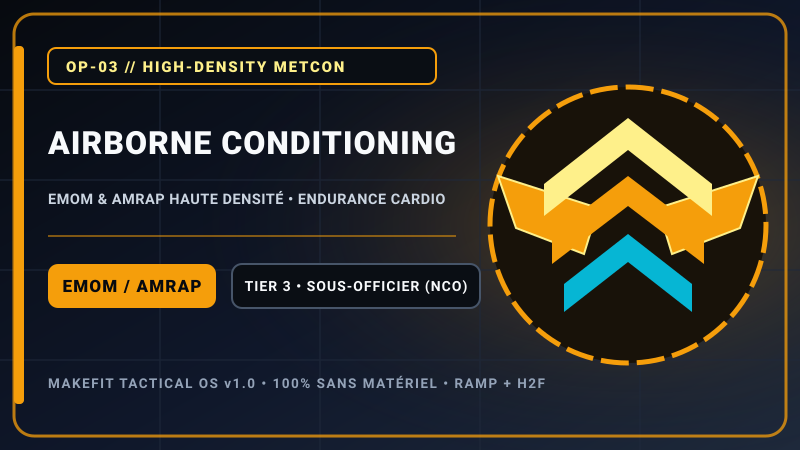 OP-03 // HIGH-DENSITY METCON
AIRBORNE CONDITIONING
EMOM & AMRAP HAUTE DENSITÉ • ENDURANCE CARDIO
EMOM / AMRAP
TIER 3 • SOUS-OFFICIER (NCO)
MAKEFIT TACTICAL OS v1.0 • 100% SANS MATÉRIEL • RAMP + H2F